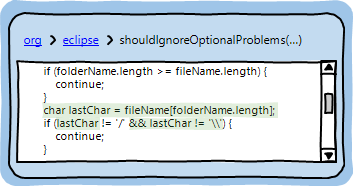 org > eclipse > shouldIgnoreOptionalProblems(...)
if (folderName.length >= fileName.length) {
continue;
}
char lastChar = fileName[folderName.length];
if (lastChar != '/' && lastChar != '\\') {
continue;
}